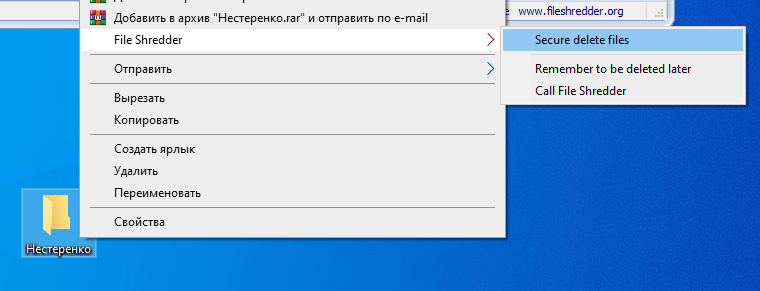 Добавить в архив "Нестеренко.rar" и отправить по e-mail
www.fileshredder.org
File Shredder
Secure delete files
Remember to be deleted later
Call File Shredder
Отправить
Вырезать
Копировать
Создать ярлык
Удалить
Переименовать
Свойства
Нестеренко